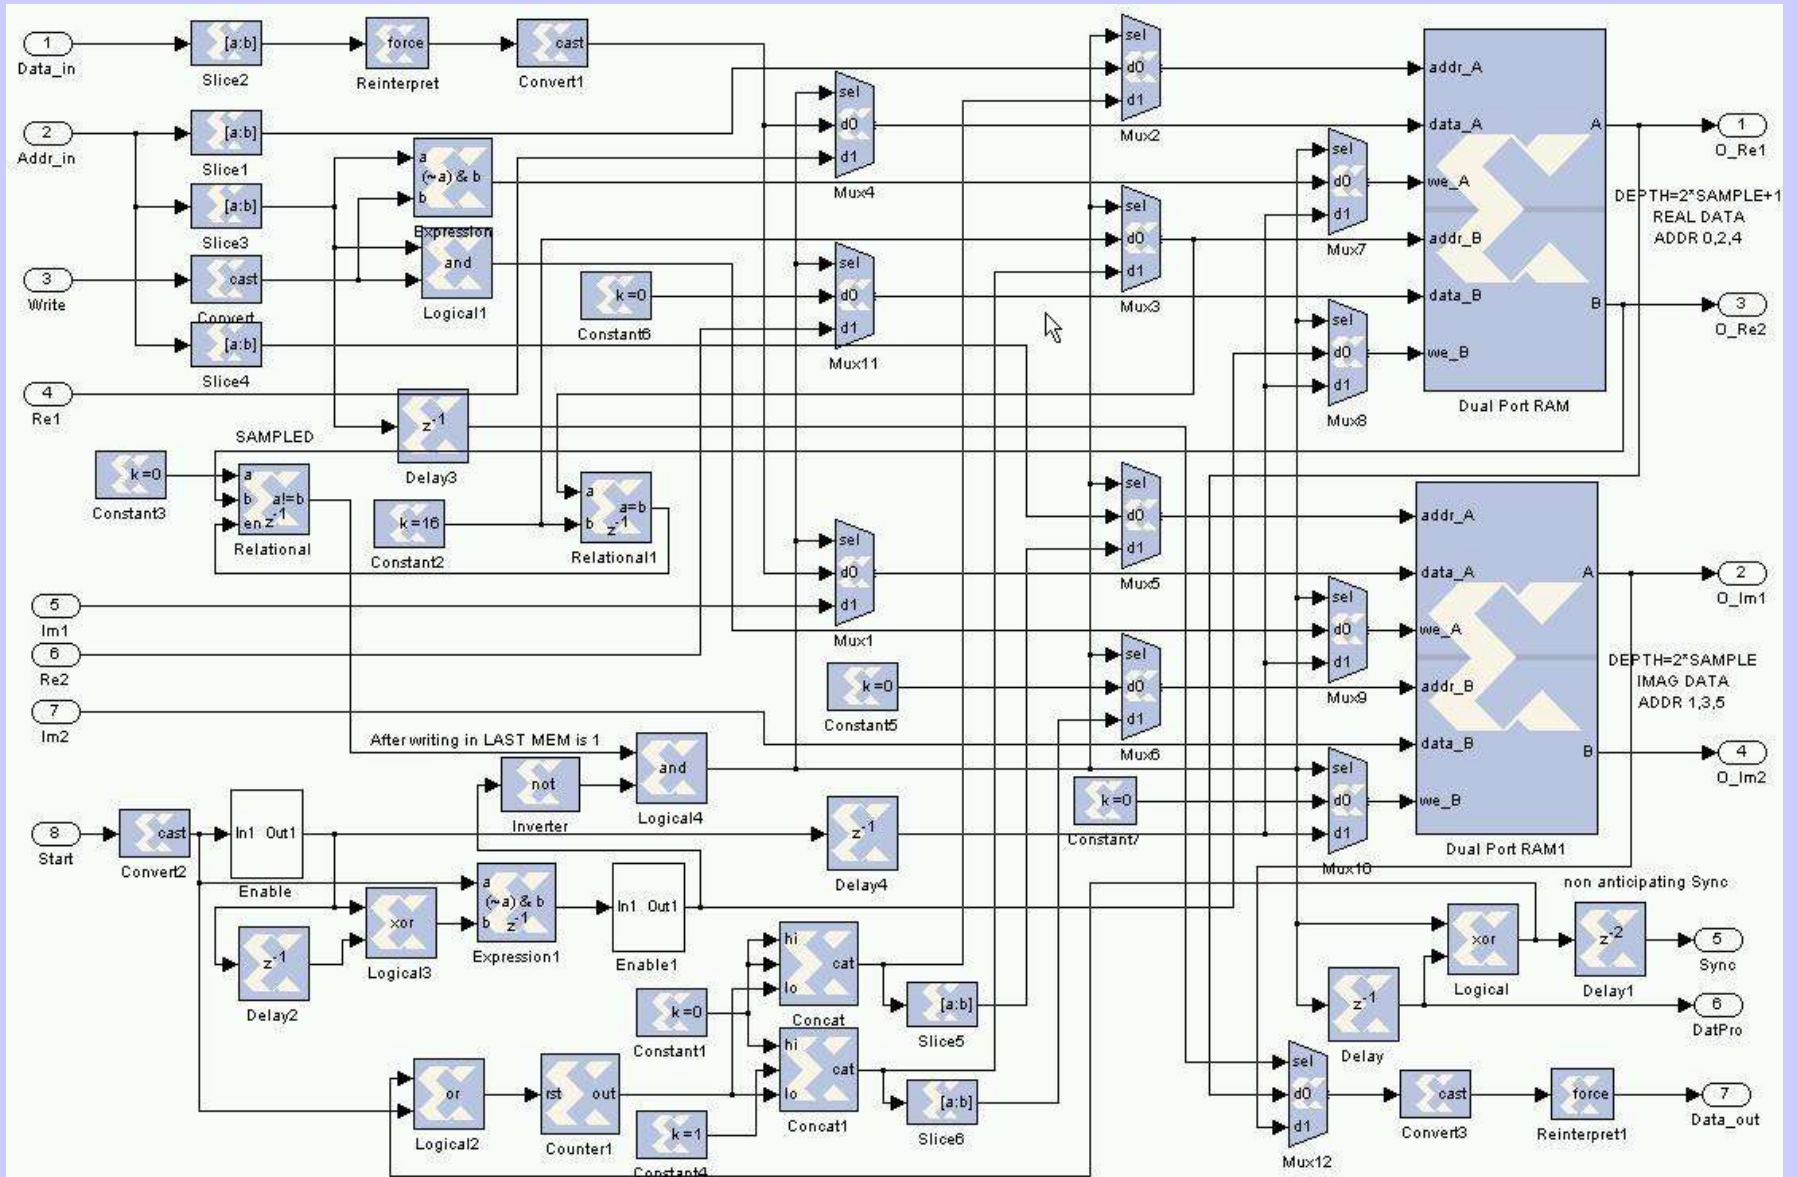 1
Data_in
[a:b]
Slice2
force
Reinterpret
cast
Convert1
sel
d0
d1
Mux2
addr_A
data_A
we_A
addr_B
data_B
we_B
A
B
Dual Port RAM
1
O_Re1
DEPTH=2*SAMPLE+1
REAL DATA
ADDR 0,2,4
3
O_Re2
2
Addr_in
[a:b]
Slice1
a
(~a) & b
b
Expression
sel
d0
d1
Mux4
sel
d0
d1
Mux7
[a:b]
Slice3
and
Logical1
sel
d0
d1
Mux3
3
Write
cast
Convert
k=0
Constant6
sel
d0
d1
Mux11
sel
d0
d1
Mux8
[a:b]
Slice4
4
Re1
z-1
Delay3
SAMPLED
k=0
Constant3
a
b
en
a!=b
z-1
Relational
k=16
Constant2
a
b
a=b
z-1
Relational1
sel
d0
d1
Mux5
sel
d0
d1
Mux1
addr_A
data_A
we_A
addr_B
data_B
we_B
A
B
Dual Port RAM1
2
O_Im1
DEPTH=2*SAMPLE
IMAG DATA
ADDR 1,3,5
4
O_Im2
5
Im1
6
Re2
7
Im2
sel
d0
d1
Mux9
k=0
Constant5
sel
d0
d1
Mux6
After writing in LAST MEM is 1
not
Inverter
and
Logical4
k=0
Constant7
sel
d0
d1
Mux10
8
Start
cast
Convert2
In1 Out1
Enable
z-1
Delay4
xor
Logical3
a
(~a) & b
b
z-1
Expression1
In1 Out1
Enable1
z-1
Delay2
hi
lo
cat
Concat
k=0
Constant1
[a:b]
Slice5
hi
lo
cat
Concat1
[a:b]
Slice6
k=1
Constant4
or
Logical2
rst
out
Counter1
non anticipating Sync
xor
Logical
z-2
Delay1
5
Sync
z-1
Delay
6
DatPro
sel
d0
d1
Mux12
cast
Convert3
force
Reinterpret1
7
Data_out